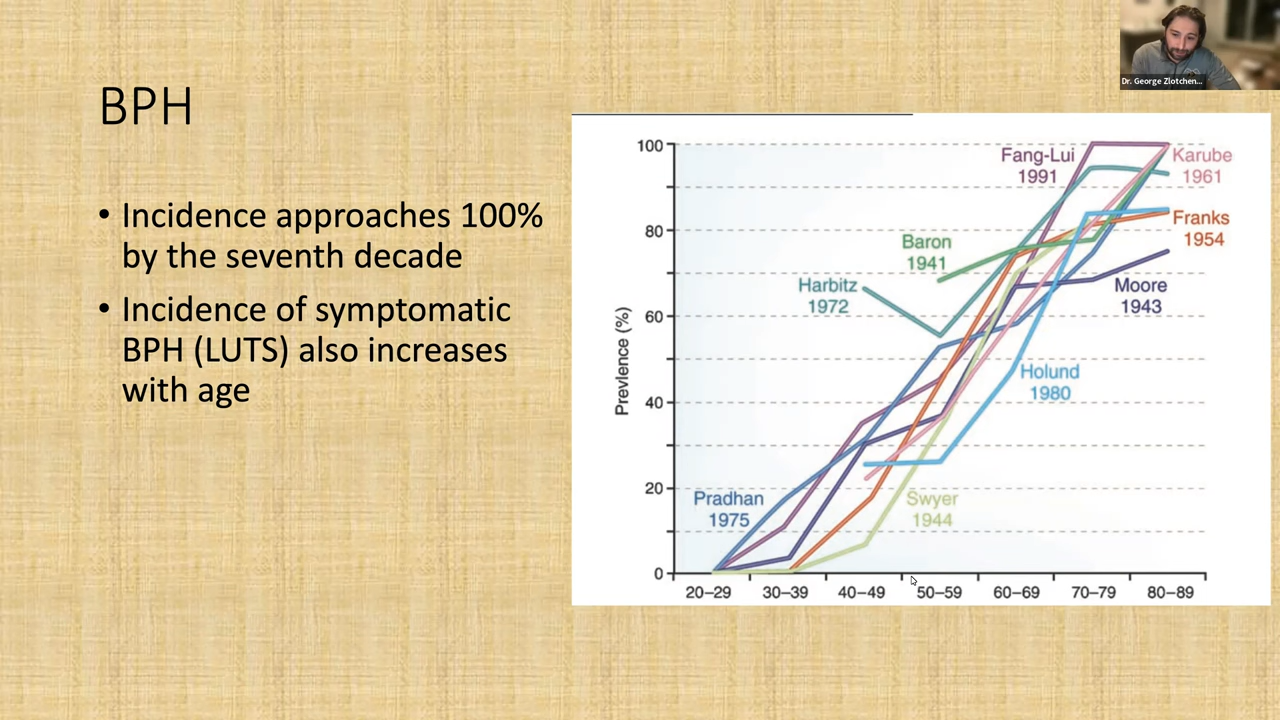 Dr. George Zlotchen...
BPH
• Incidence approaches 100%
by the seventh decade
• Incidence of symptomatic
BPH (LUTS) also increases
with age
Prevlence (%)
100
80
60
40
20
0
Fang-Lui
1991
Karube
1961
Franks
1954
Baron
1941
Harbitz
1972
Moore
1943
Holund
1980
Pradhan
1975
Swyer
1944
20–29 30–39 40–49 50–59 60–69 70–79 80–89